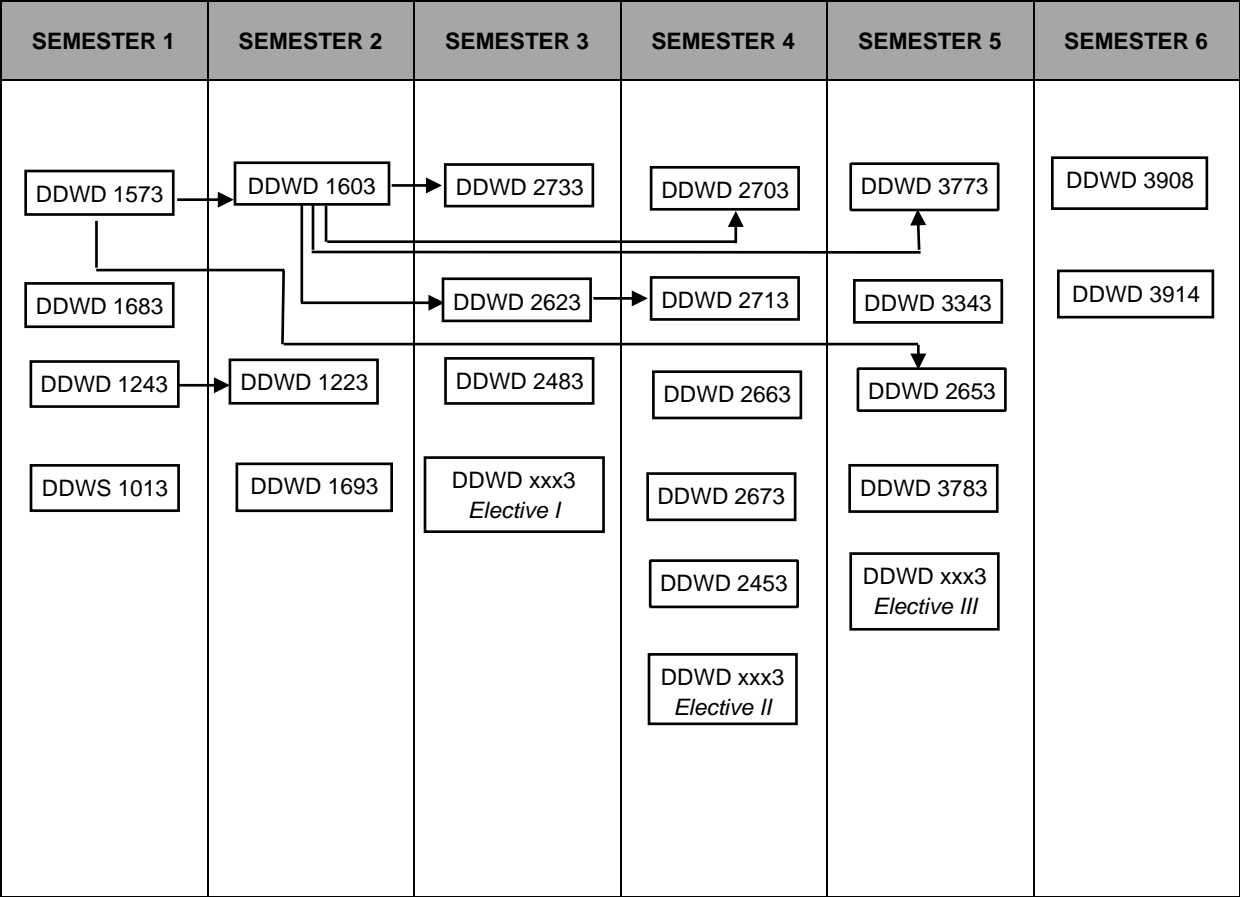 SEMESTER 1
SEMESTER 2
SEMESTER 3
SEMESTER 4
SEMESTER 5
SEMESTER 6
DDWD 1573
DDWD 1683
DDWD 1243
DDWS 1013
DDWD 1603
DDWD 1223
DDWD 1693
DDWD 2733
DDWD 2623
DDWD 2483
DDWD xxx3
Elective I
DDWD 2703
DDWD 2713
DDWD 2663
DDWD 2673
DDWD 2453
DDWD xxx3
Elective II
DDWD 3773
DDWD 3343
DDWD 2653
DDWD 3783
DDWD xxx3
Elective III
DDWD 3908
DDWD 3914